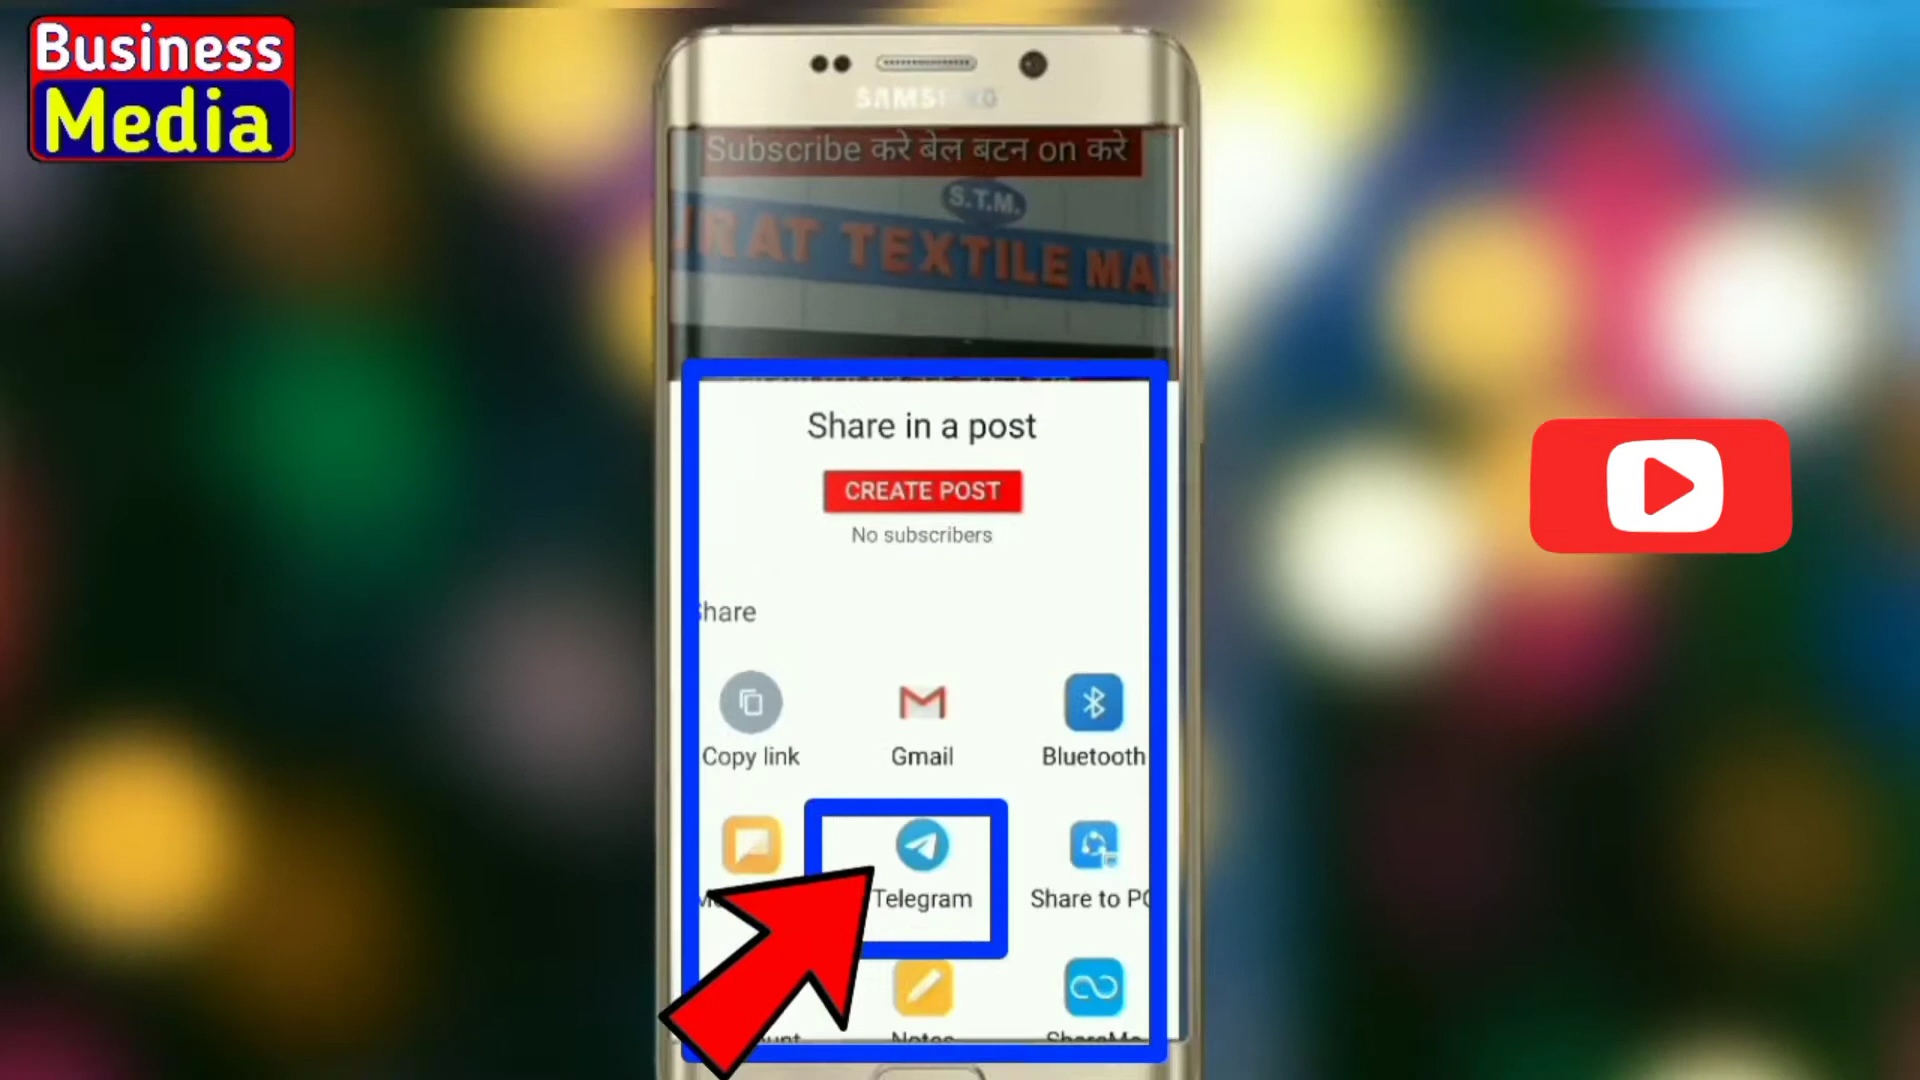 Business
Media
SAMSUNG
Subscribe करे बेल बटन on करे
S.T.M.
RAT TEXTILE MA
Share in a post
CREATE POST
No subscribers
Share
Copy link
Gmail
Bluetooth
Telegram
Share to PC
Notes
ShareMe